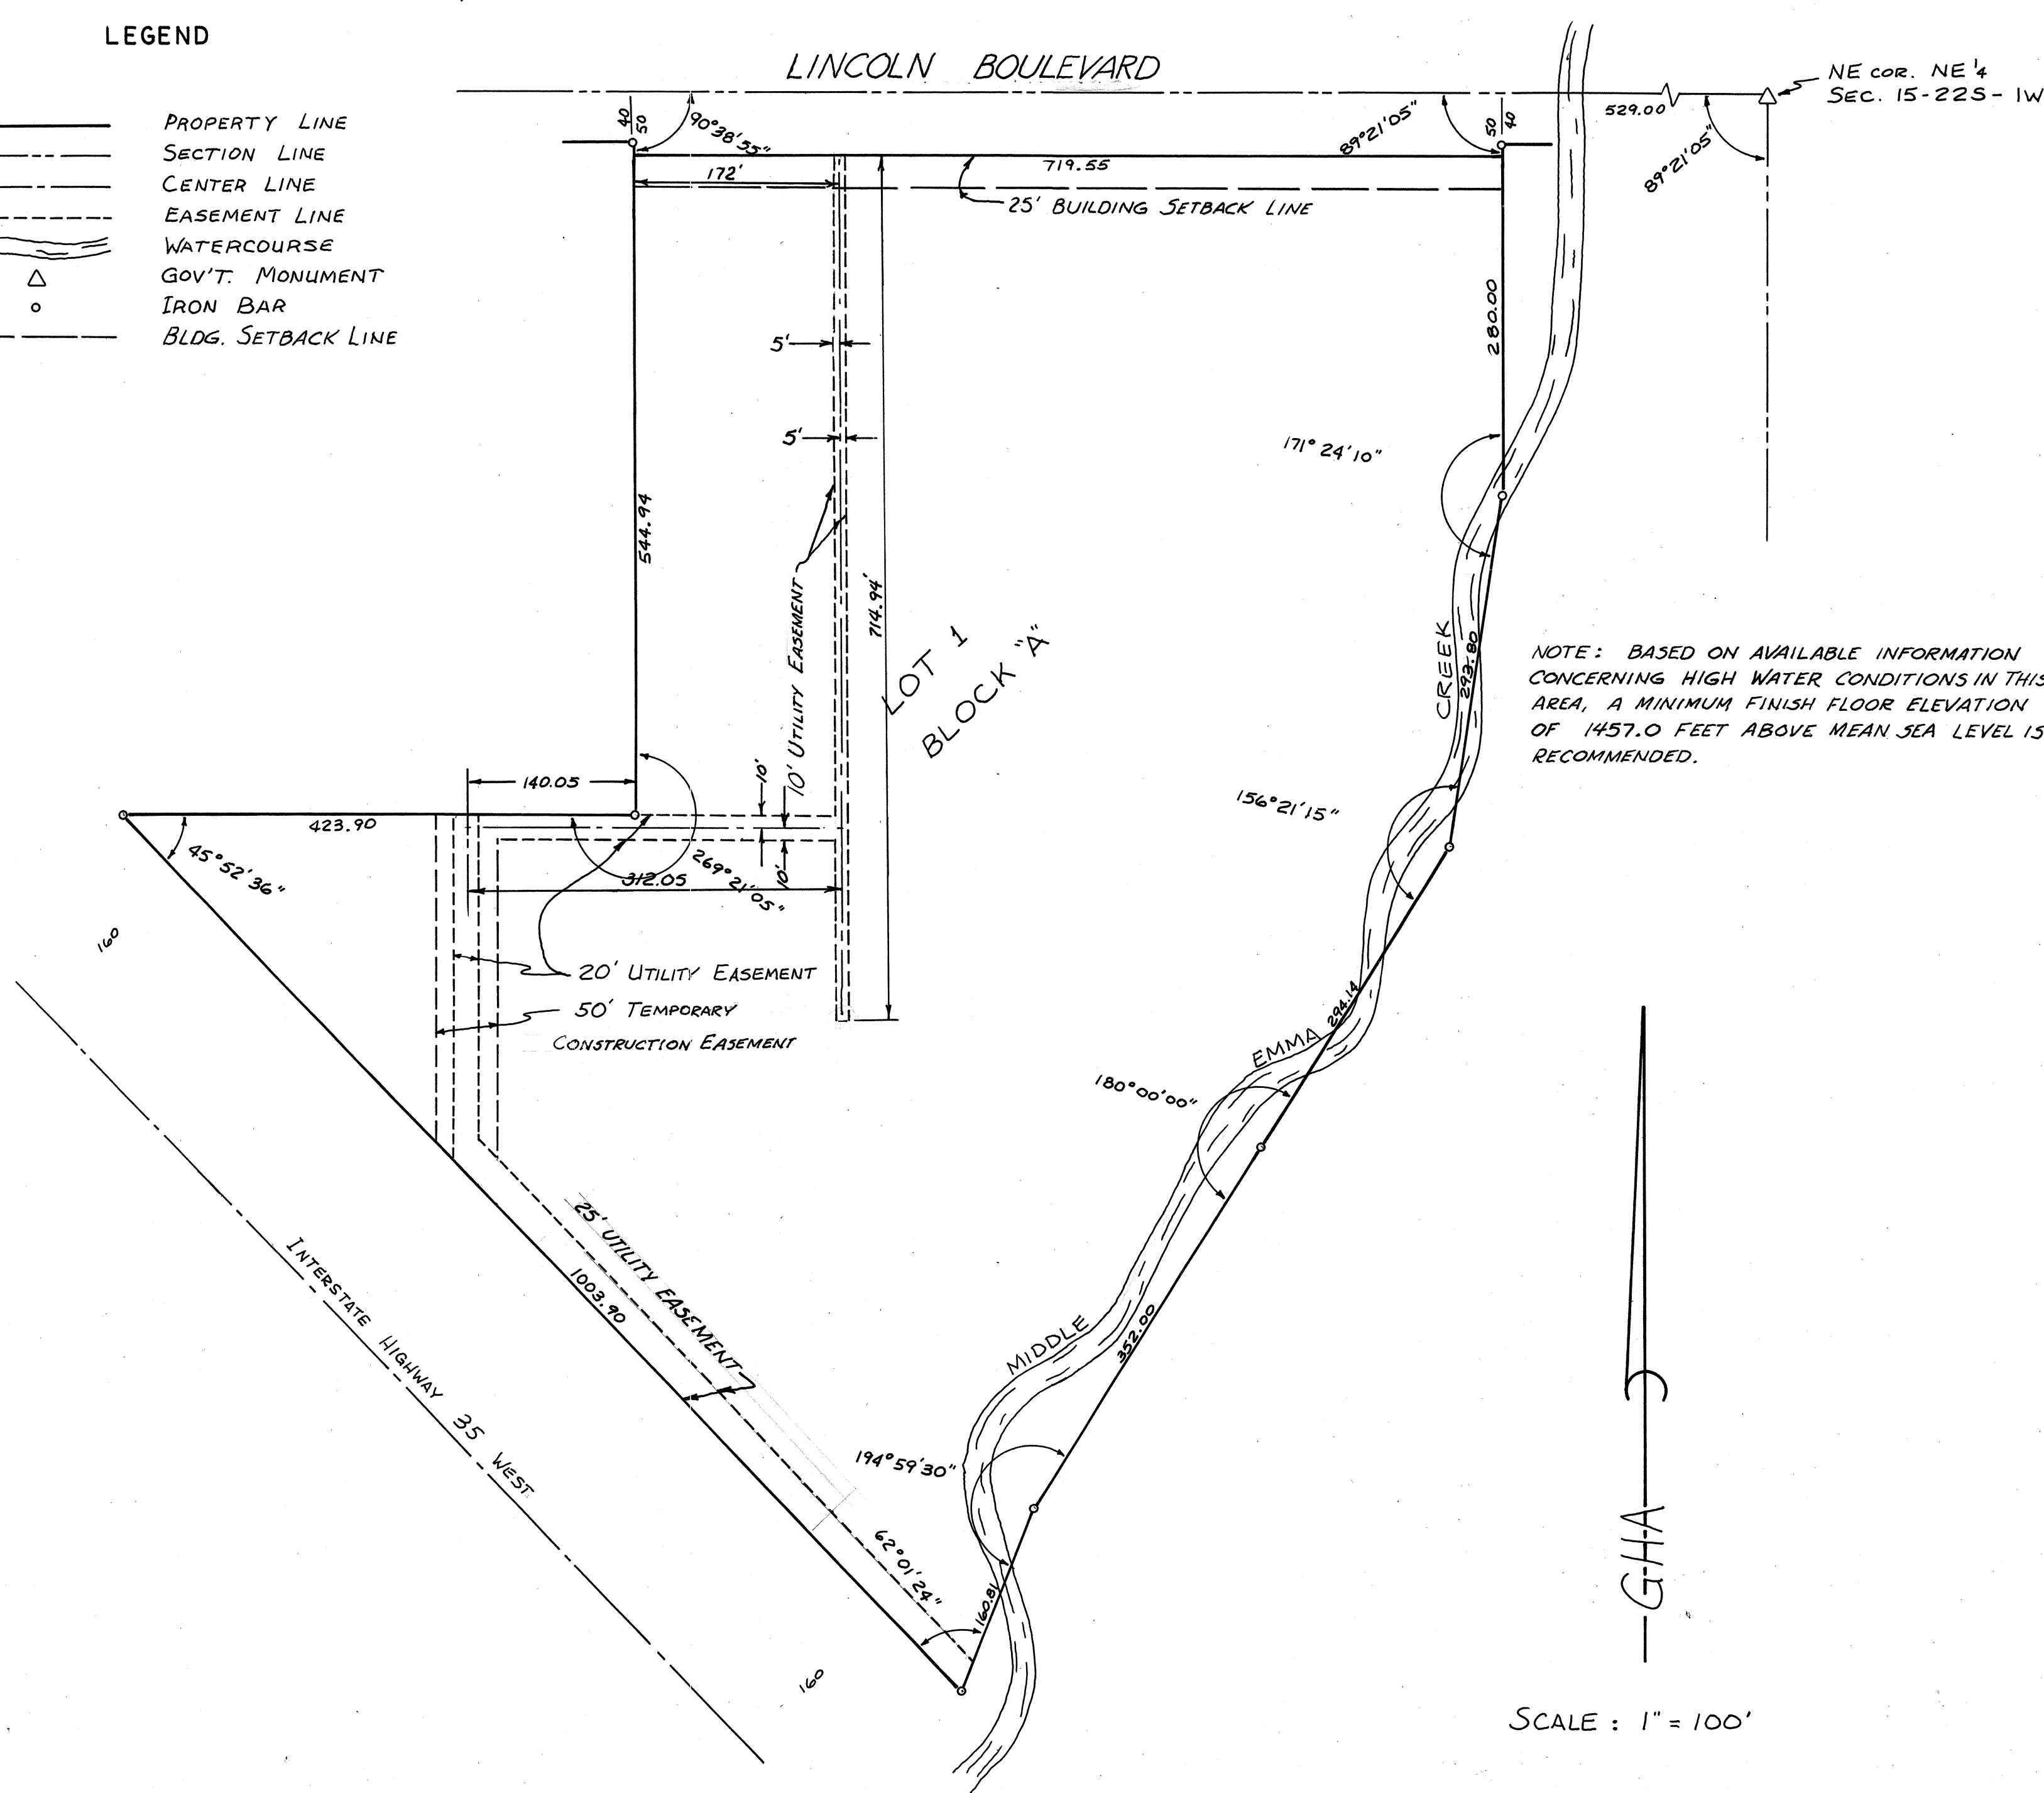 LEGEND
PROPERTY LINE
SECTION LINE
CENTER LINE
EASEMENT LINE
WATERCOURSE
GOV'T. MONUMENT
IRON BAR
BLDG. SETBACK LINE
LINCOLN BOULEVARD
NE COR. NE 1/4
SEC. 15-22S-1W
529.00
89°21'05"
40
50
90°38'55"
89°21'05"
50
40
172'
719.55
25' BUILDING SETBACK LINE
280.00
5'
5'
171°24'10"
544.94
10' UTILITY EASEMENT
714.94'
LOT 1
BLOCK "A"
CREEK
293.80
NOTE: BASED ON AVAILABLE INFORMATION
CONCERNING HIGH WATER CONDITIONS IN THIS
AREA, A MINIMUM FINISH FLOOR ELEVATION
OF 1457.0 FEET ABOVE MEAN SEA LEVEL IS
RECOMMENDED.
140.05
10'
156°21'15"
423.90
45°52'36"
312.05
269°21'05"
10'
160
20' UTILITY EASEMENT
50' TEMPORARY
CONSTRUCTION EASEMENT
294.14
EMMA
180°00'00"
25' UTILITY EASEMENT
1003.90
INTERSTATE HIGHWAY 35 WEST
352.00
MIDDLE
194°59'30"
62°01'24"
160.81
160
GHA
SCALE: 1" = 100'